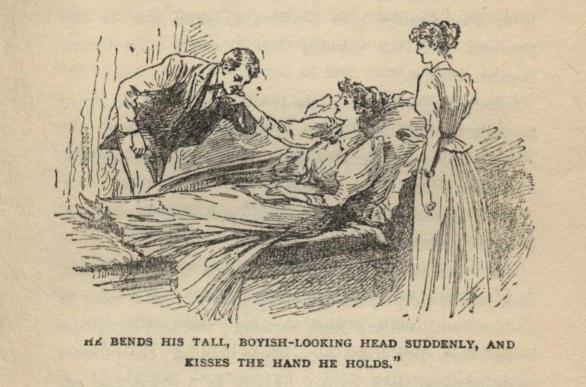 HE BENDS HIS TALL, BOYISH-LOOKING HEAD SUDDENLY, AND
KISSES THE HAND HE HOLDS."